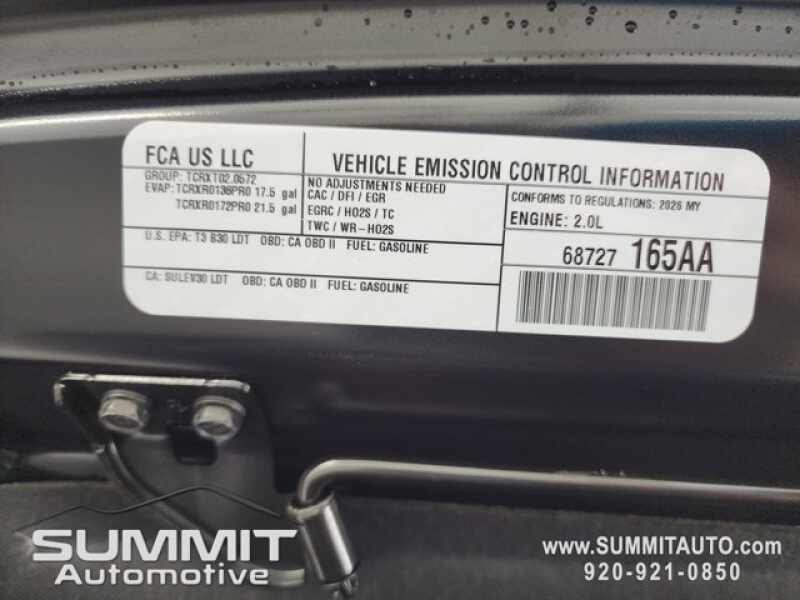 FCA US LLC
GROUP: TCRXT02.0572
EVAP: TCRXR0136PR0 17.5 gal
TCRXR0172PR0 21.5 gal
VEHICLE EMISSION CONTROL INFORMATION
NO ADJUSTMENTS NEEDED
CAC / DFI / EGR
EGRC / HO2S / TC
TWC / WR-HO2S
CONFORMS TO REGULATIONS: 2026 MY
ENGINE: 2.0L
U.S. EPA: T3 B30 LDT OBD: CA OBD II FUEL: GASOLINE
CA: SULEV30 LDT OBD: CA OBD II FUEL: GASOLINE
68727 165AA
SUMMIT
Automotive
www.SUMMITAUTO.com
920-921-0850